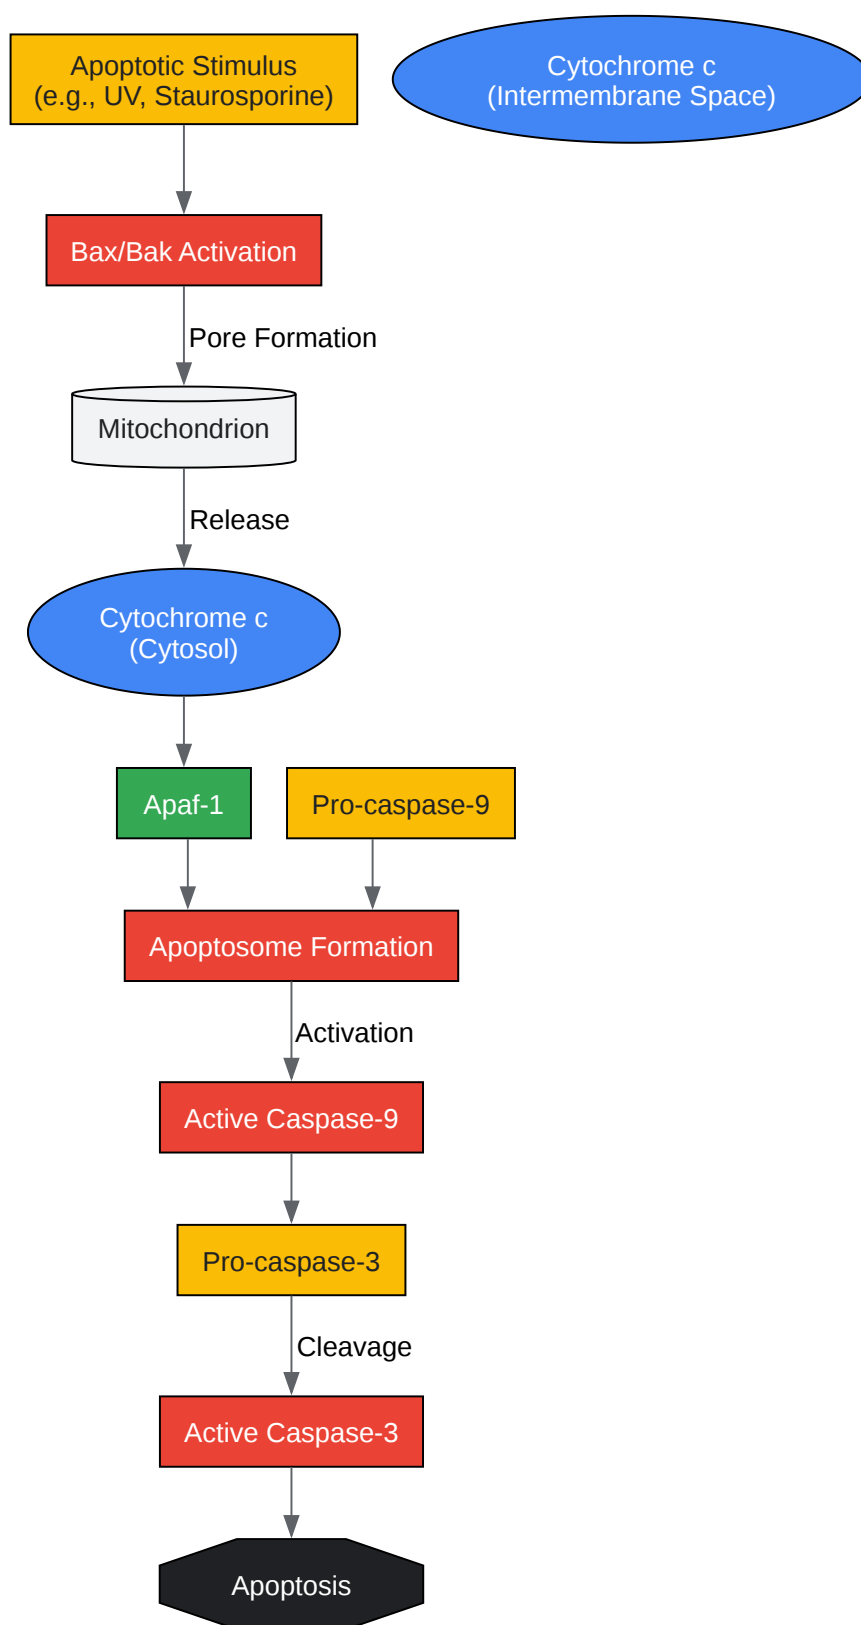 Apoptotic Stimulus
(e.g., UV, Staurosporine)
Cytochrome c
(Intermembrane Space)
Bax/Bak Activation
Pore Formation
Mitochondrion
Release
Cytochrome c
(Cytosol)
Apaf-1
Pro-caspase-9
Apoptosome Formation
Activation
Active Caspase-9
Pro-caspase-3
Cleavage
Active Caspase-3
Apoptosis